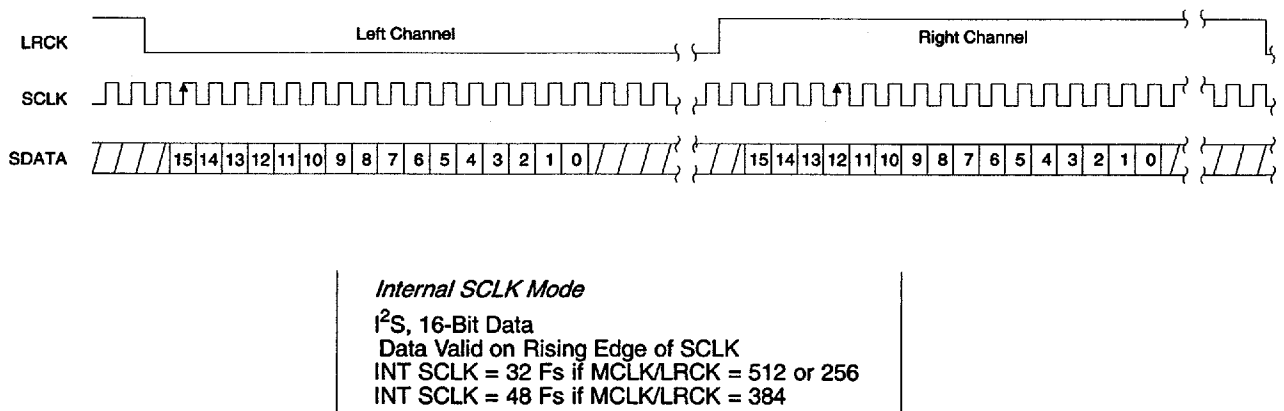 LRCK Left Channel Right Channel
SCLK
SDATA 15 14 13 12 11 10 9 8 7 6 5 4 3 2 1 0 15 14 13 12 11 10 9 8 7 6 5 4 3 2 1 0
Internal SCLK Mode
I²S, 16-Bit Data
Data Valid on Rising Edge of SCLK
INT SCLK = 32 Fs if MCLK/LRCK = 512 or 256
INT SCLK = 48 Fs if MCLK/LRCK = 384